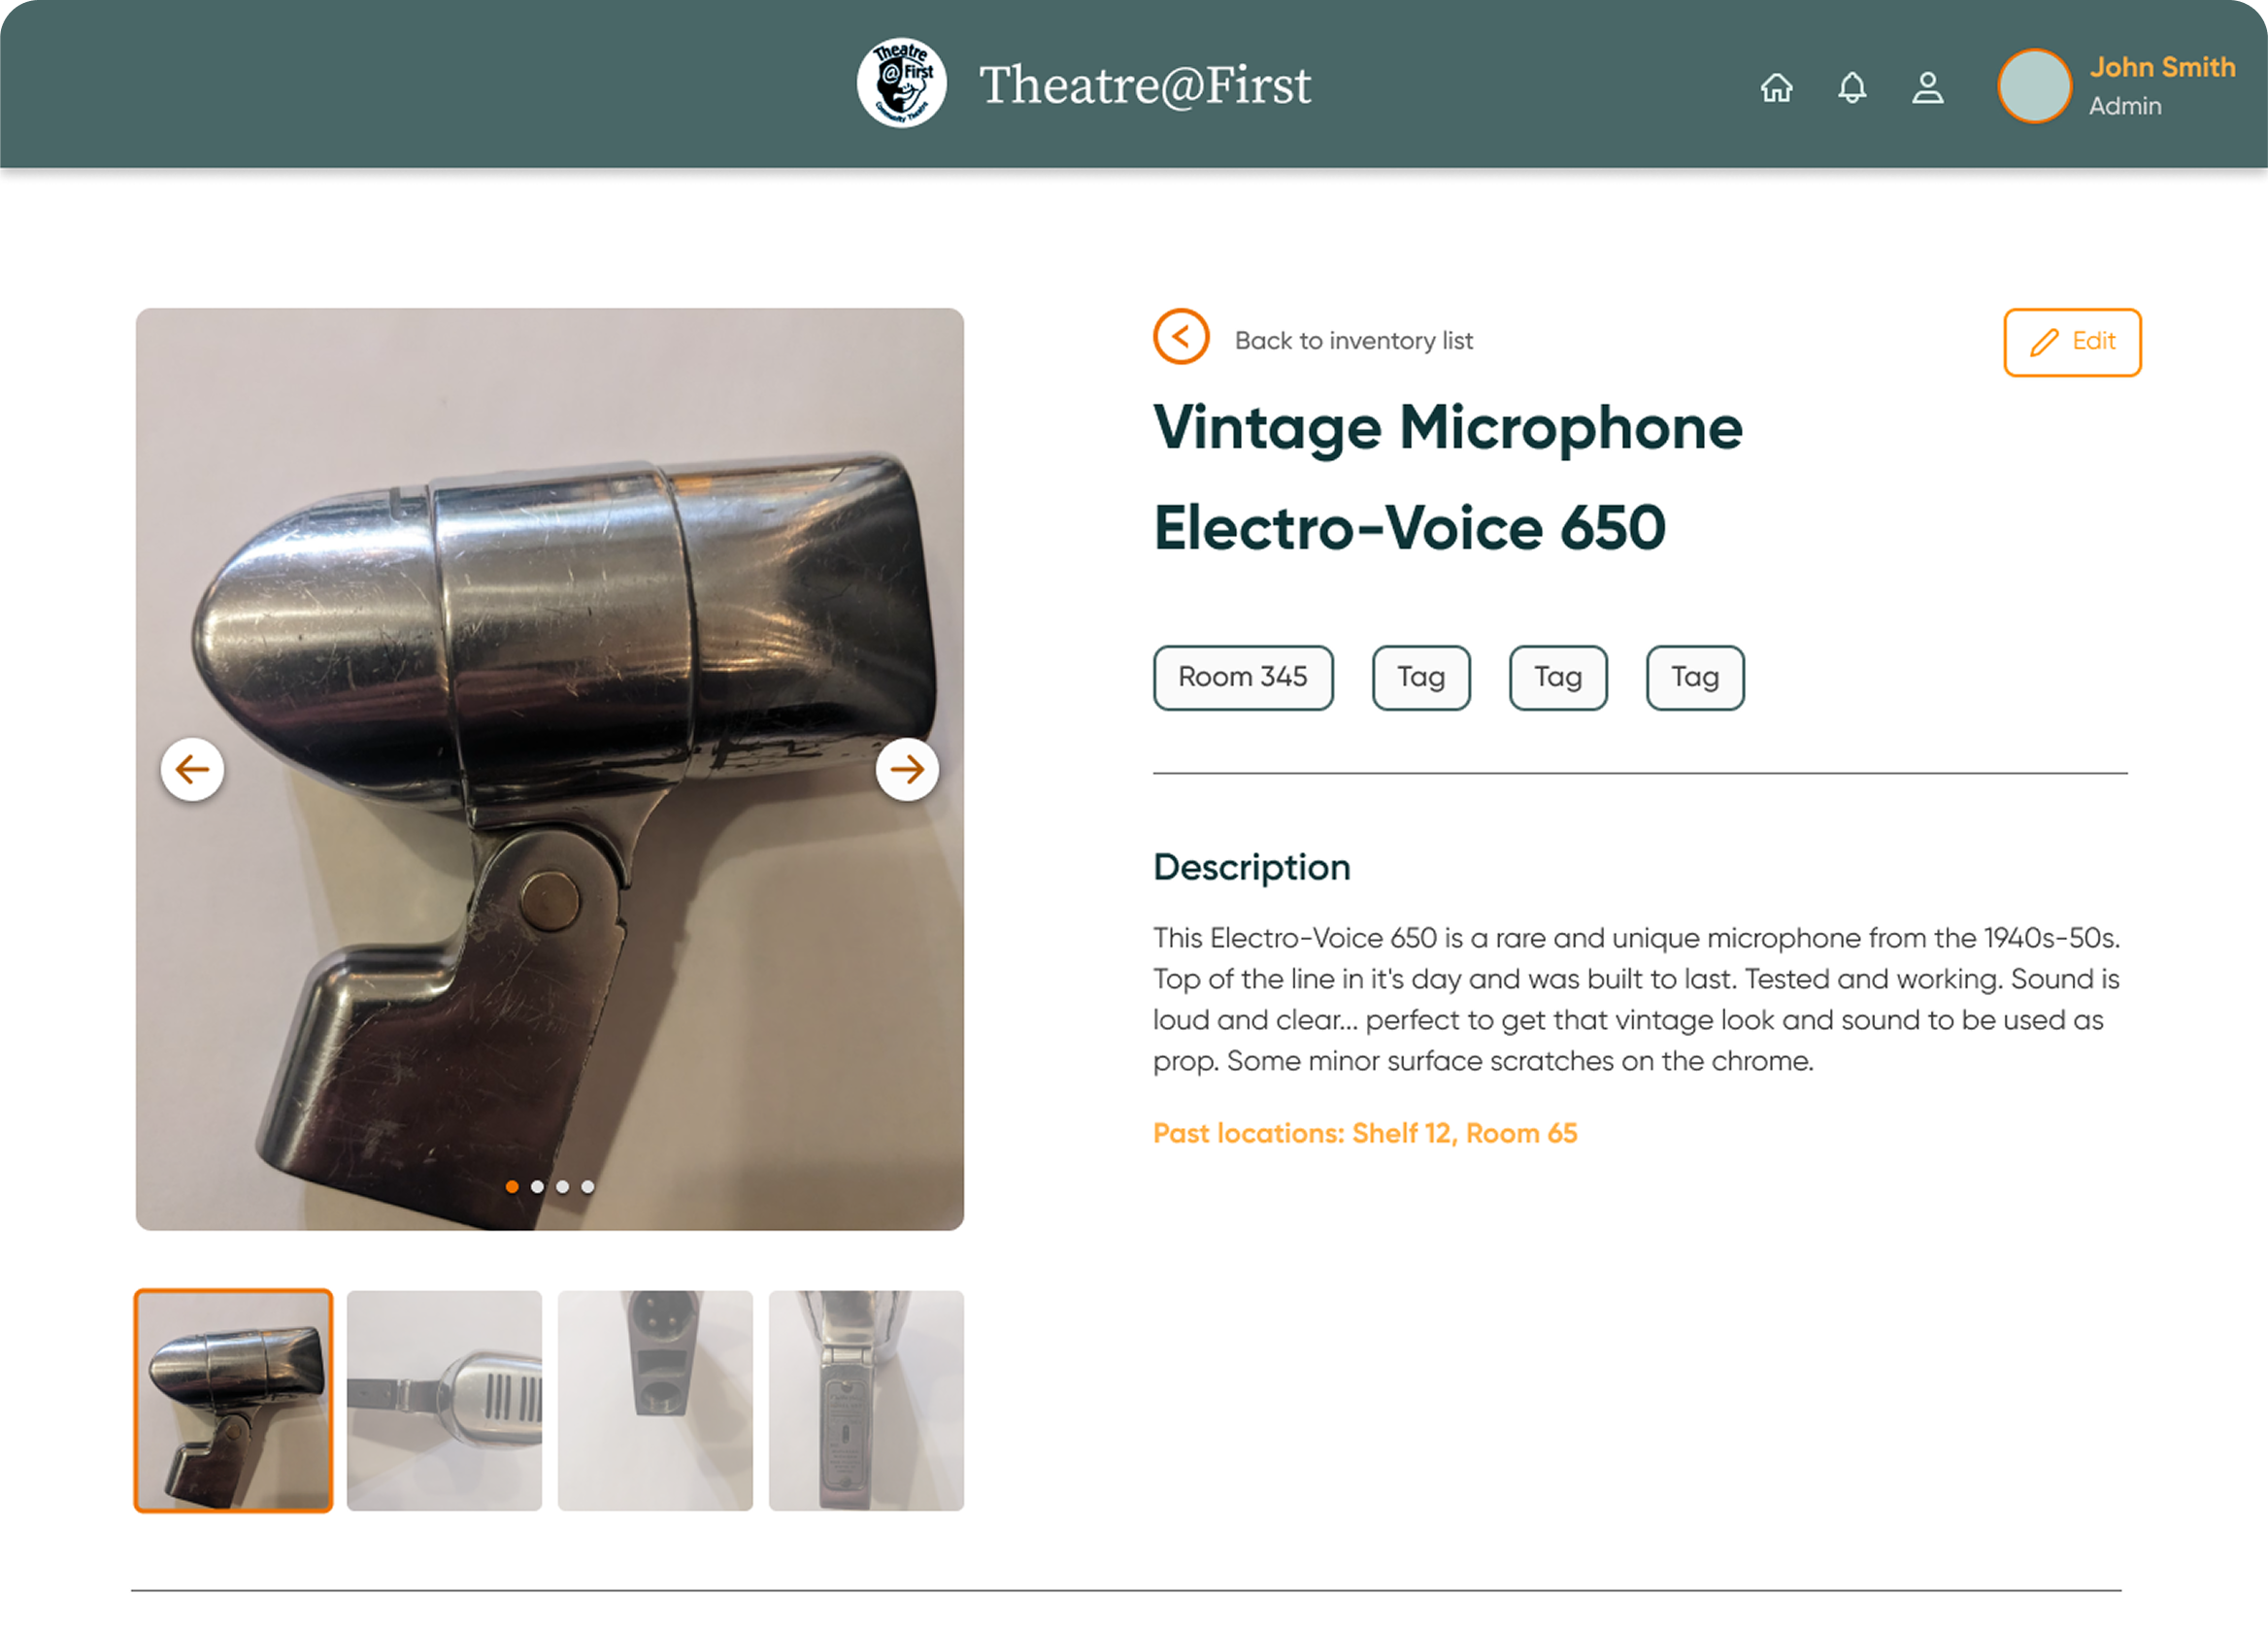 Theatre
@ First
Community Theatre
Theatre@First
John Smith
Admin
Back to inventory list
Edit
Vintage Microphone
Electro-Voice 650
Room 345
Tag
Tag
Tag
Description
This Electro-Voice 650 is a rare and unique microphone from the 1940s-50s.
Top of the line in it's day and was built to last. Tested and working. Sound is
loud and clear... perfect to get that vintage look and sound to be used as
prop. Some minor surface scratches on the chrome.
Past locations: Shelf 12, Room 65